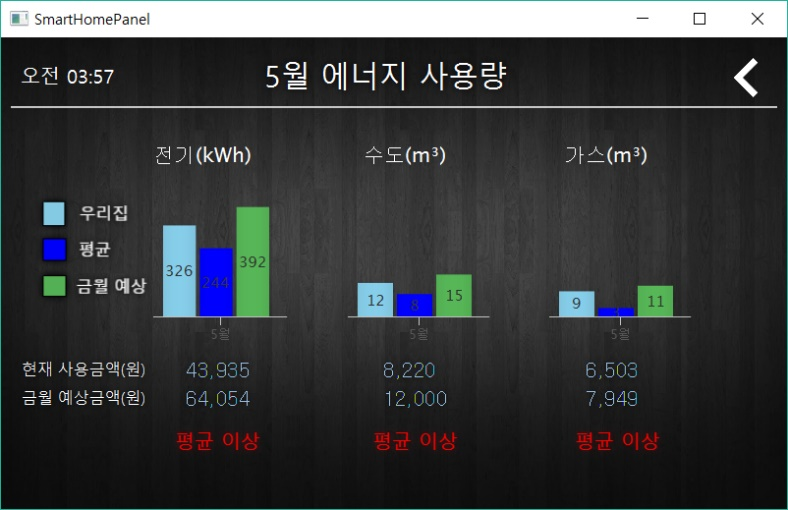 SmartHomePanel
오전 03:57
5월 에너지 사용량
전기(kWh) 수도(m³) 가스(m³)
우리집
평균
금월 예상
326 244 392
12 8 15
9 11
5월 5월 5월
현재 사용금액(원) 43,935 8,220 6,503
금월 예상금액(원) 64,054 12,000 7,949
평균 이상 평균 이상 평균 이상